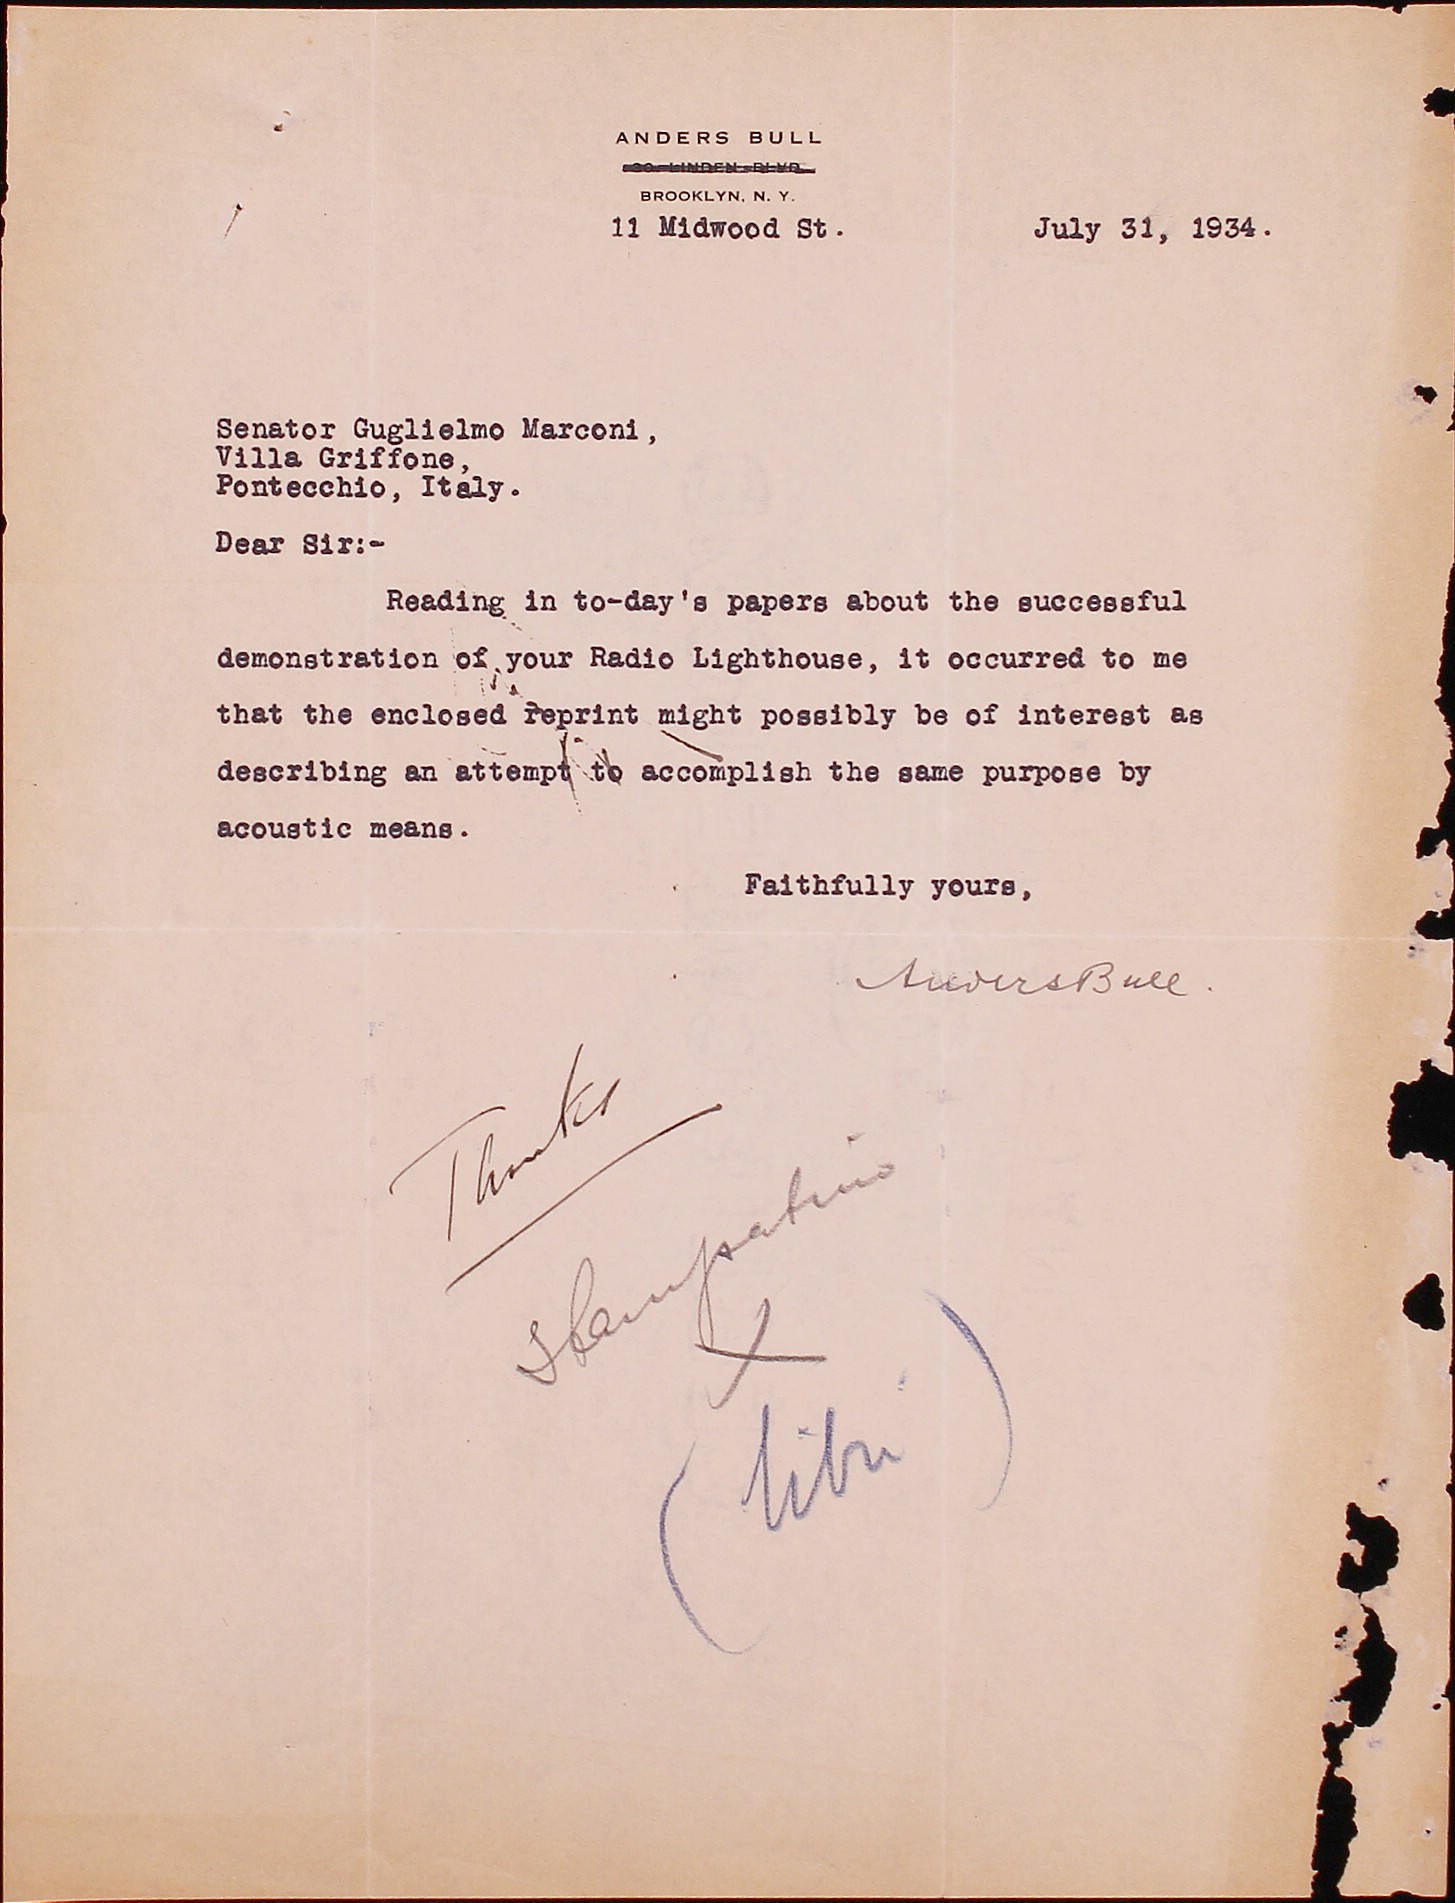 ANDERS BULL
BROOKLYN, N. Y.
11 Midwood St. July 31, 1934.
Senator Guglielmo Marconi,
Villa Griffone,
Pontecchio, Italy.
Dear Sir:-
Reading in to-day's papers about the successful
demonstration of your Radio Lighthouse, it occurred to me
that the enclosed reprint might possibly be of interest as
describing an attempt to accomplish the same purpose by
acoustic means.
Faithfully yours,
Anders Bull.
Thanks
(libri)